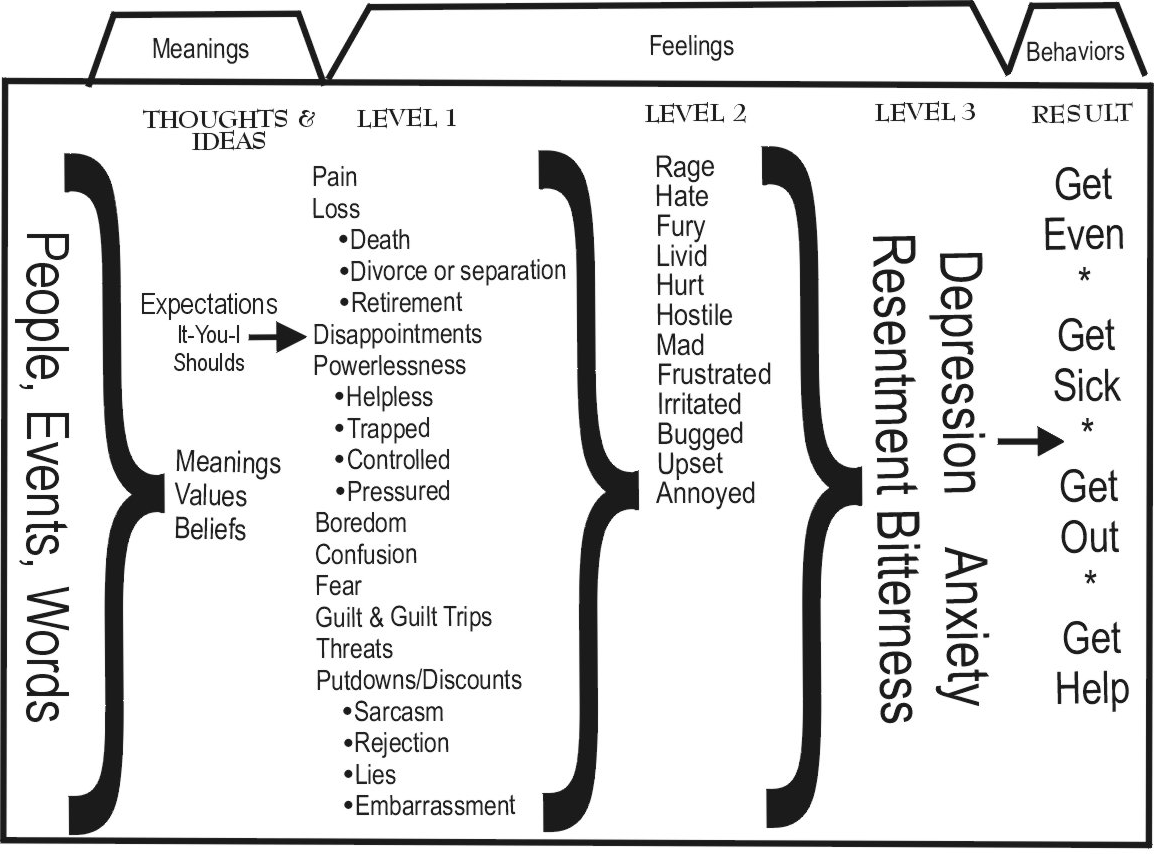 Meanings
Feelings
Behaviors
People, Events, Words
THOUGHTS &
IDEAS
Expectations
It-You-I
Shoulds
Meanings
Values
Beliefs
LEVEL 1
Pain
Loss
•Death
•Divorce or separation
•Retirement
Disappointments
Powerlessness
•Helpless
•Trapped
•Controlled
•Pressured
Boredom
Confusion
Fear
Guilt & Guilt Trips
Threats
Putdowns/Discounts
•Sarcasm
•Rejection
•Lies
•Embarrassment
LEVEL 2
Rage
Hate
Fury
Livid
Hurt
Hostile
Mad
Frustrated
Irritated
Bugged
Upset
Annoyed
LEVEL 3
Depression Anxiety
Resentment Bitterness
RESULT
Get
Even
*
Get
Sick
*
Get
Out
*
Get
Help